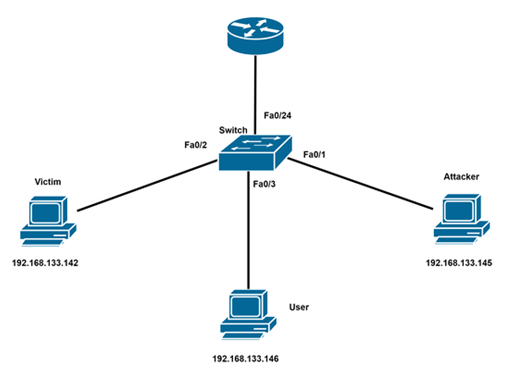 Fa0/24
Switch
Fa0/2
Fa0/1
Fa0/3
Victim
Attacker
192.168.133.142
192.168.133.145
User
192.168.133.146